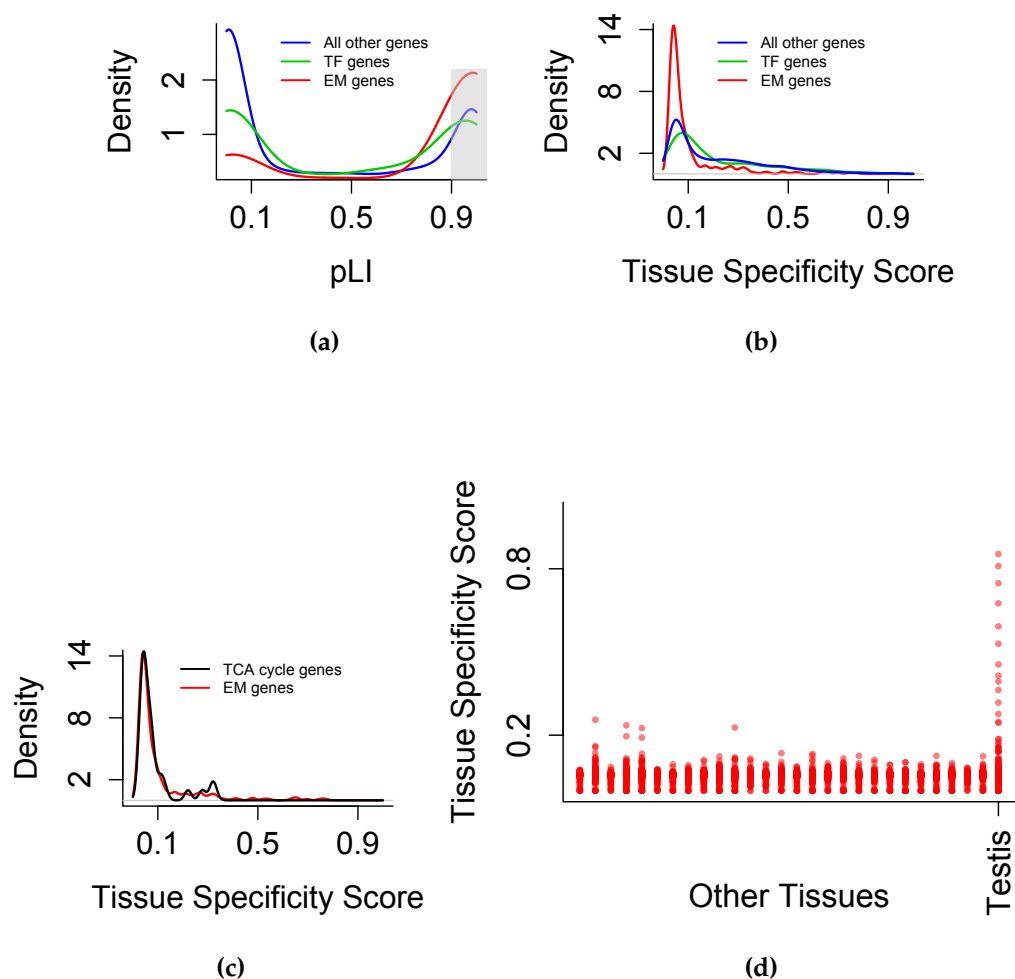 Density
2
1
All other genes
TF genes
EM genes
0.1 0.5 0.9
pLI
(a)
Density
14
8
2
All other genes
TF genes
EM genes
0.1 0.5 0.9
Tissue Specificity Score
(b)
Density
14
8
2
TCA cycle genes
EM genes
0.1 0.5 0.9
Tissue Specificity Score
(c)
Tissue Specificity Score
0.8
0.2
Other Tissues
Testis
(d)